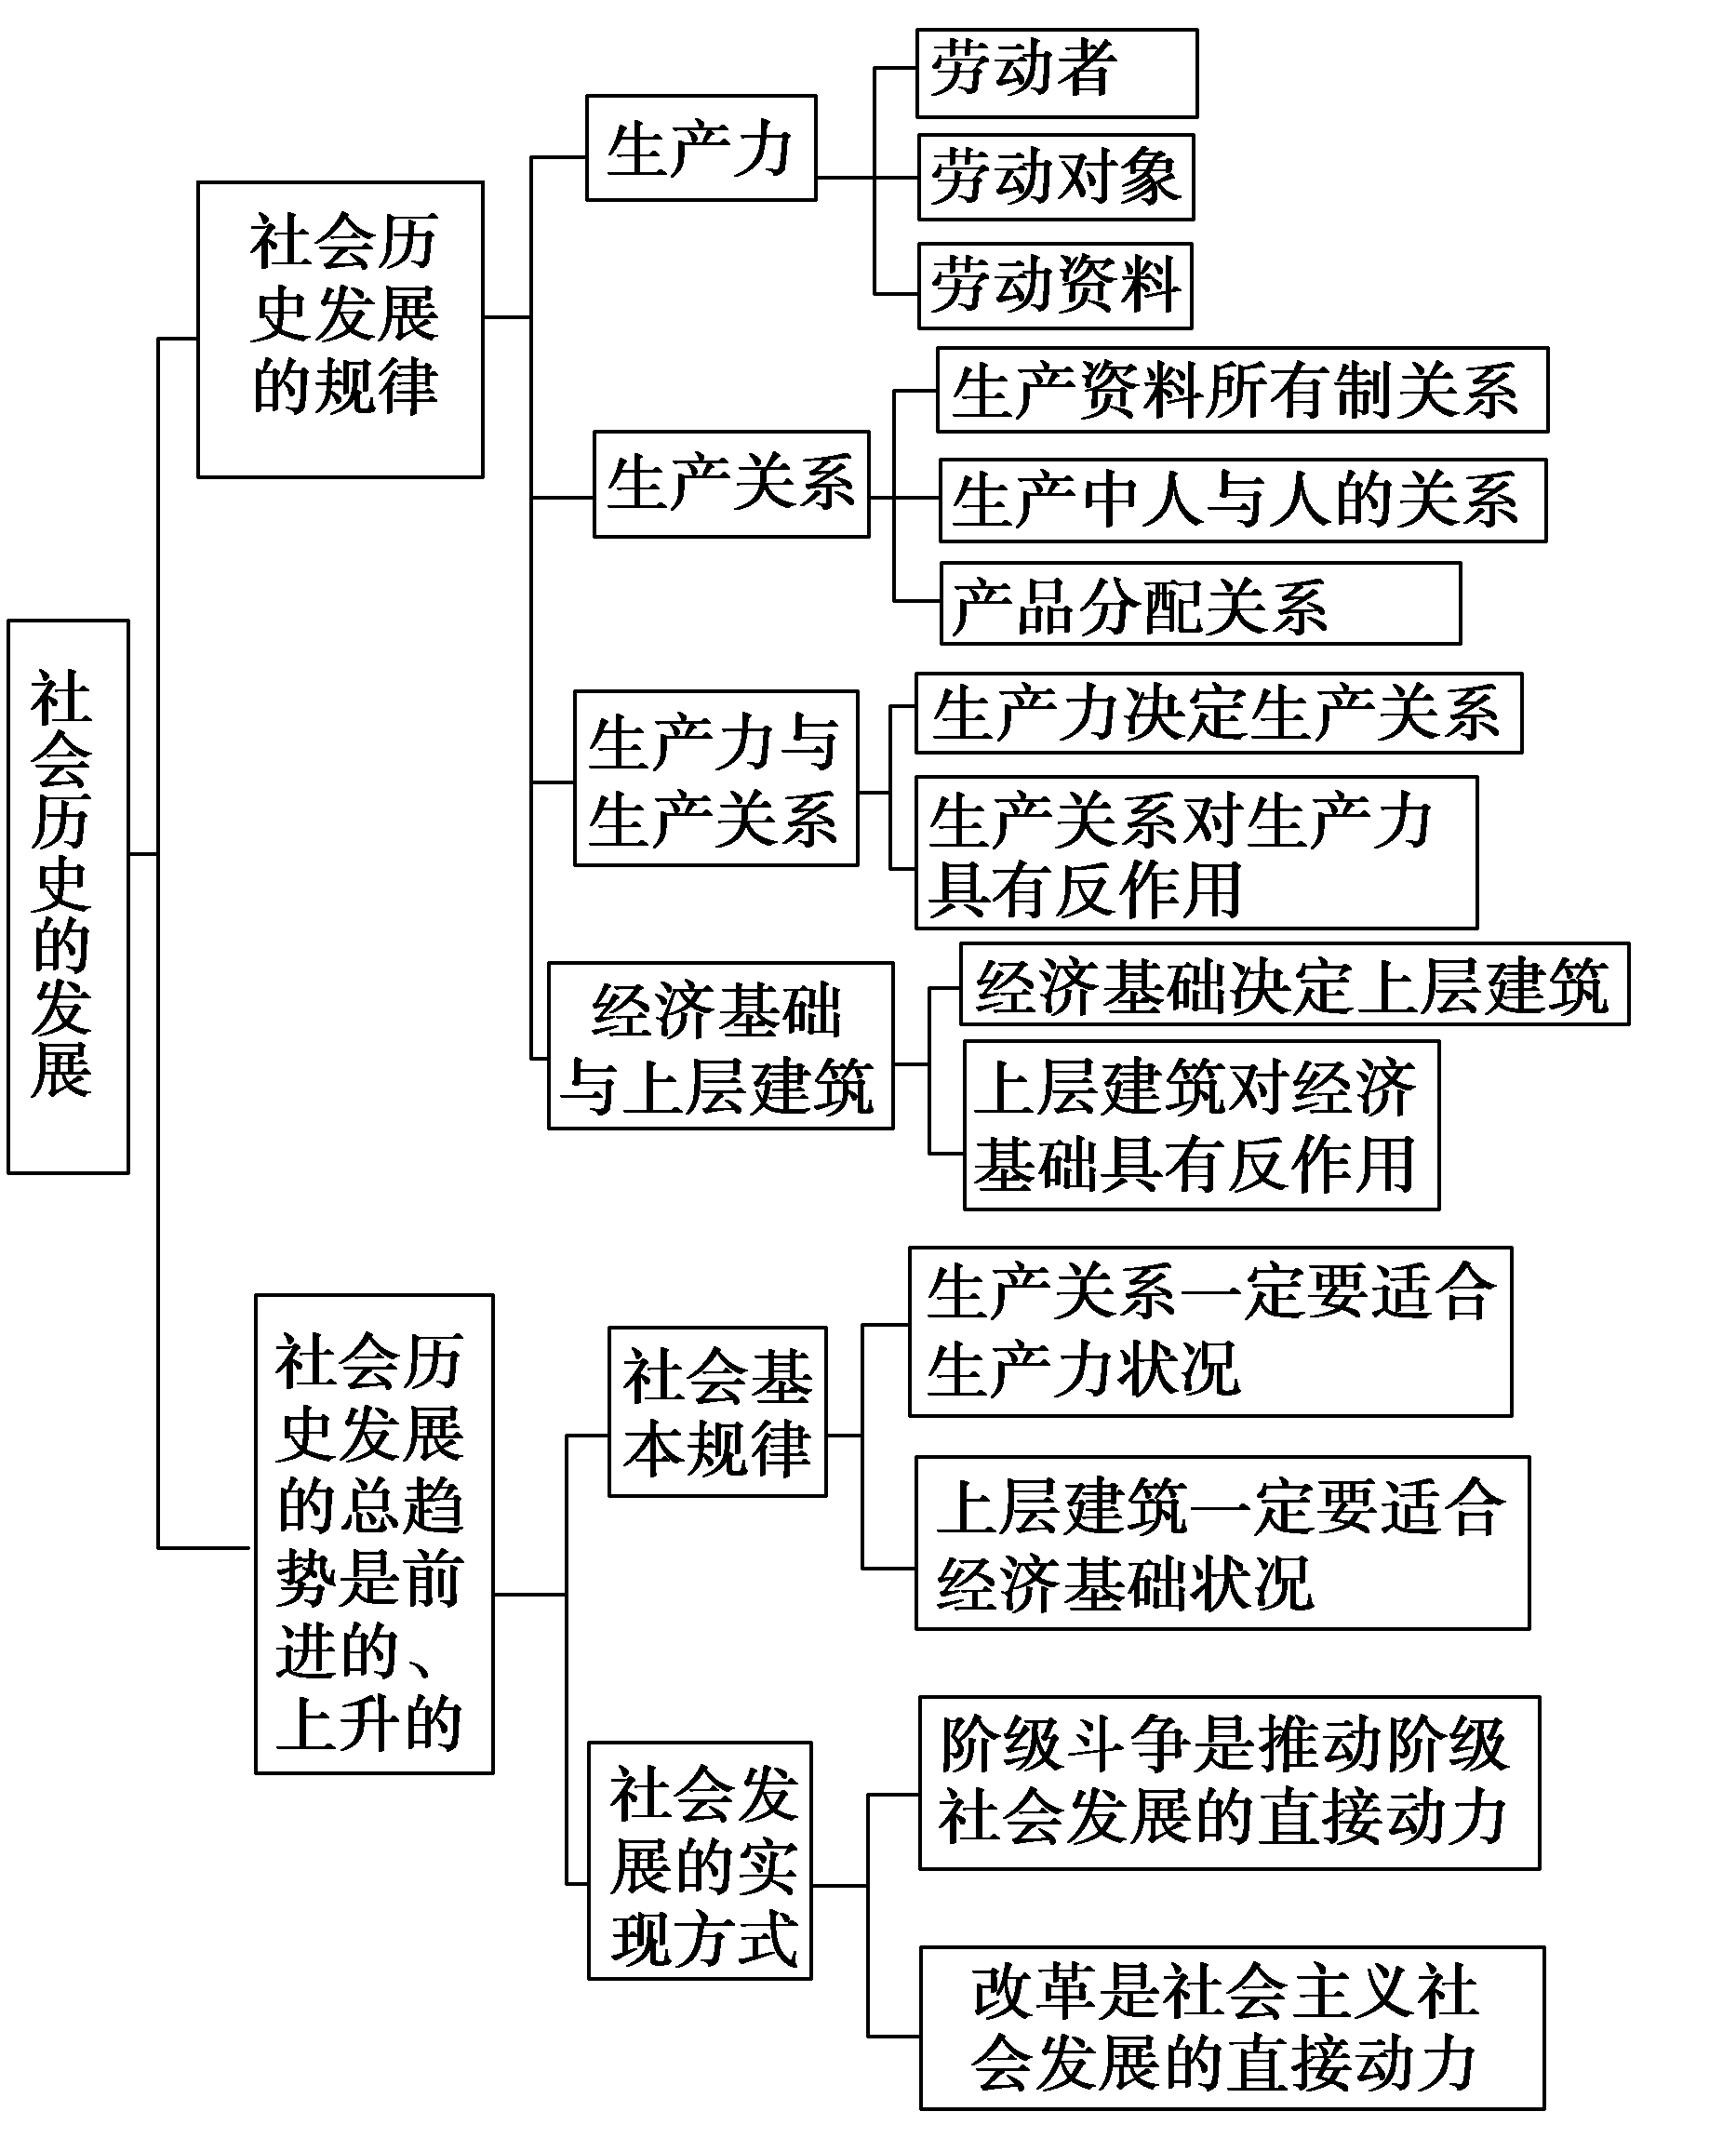 社会历史的发展
社会历
史发展
的规律
生产力
劳动者
劳动对象
劳动资料
生产关系
生产资料所有制关系
生产中人与人的关系
产品分配关系
生产力与
生产关系
生产力决定生产关系
生产关系对生产力
具有反作用
经济基础
与上层建筑
经济基础决定上层建筑
上层建筑对经济
基础具有反作用
社会历
史发展
的总趋
势是前
进的、
上升的
社会基
本规律
生产关系一定要适合
生产力状况
上层建筑一定要适合
经济基础状况
社会发
展的实
现方式
阶级斗争是推动阶级
社会发展的直接动力
改革是社会主义社
会发展的直接动力